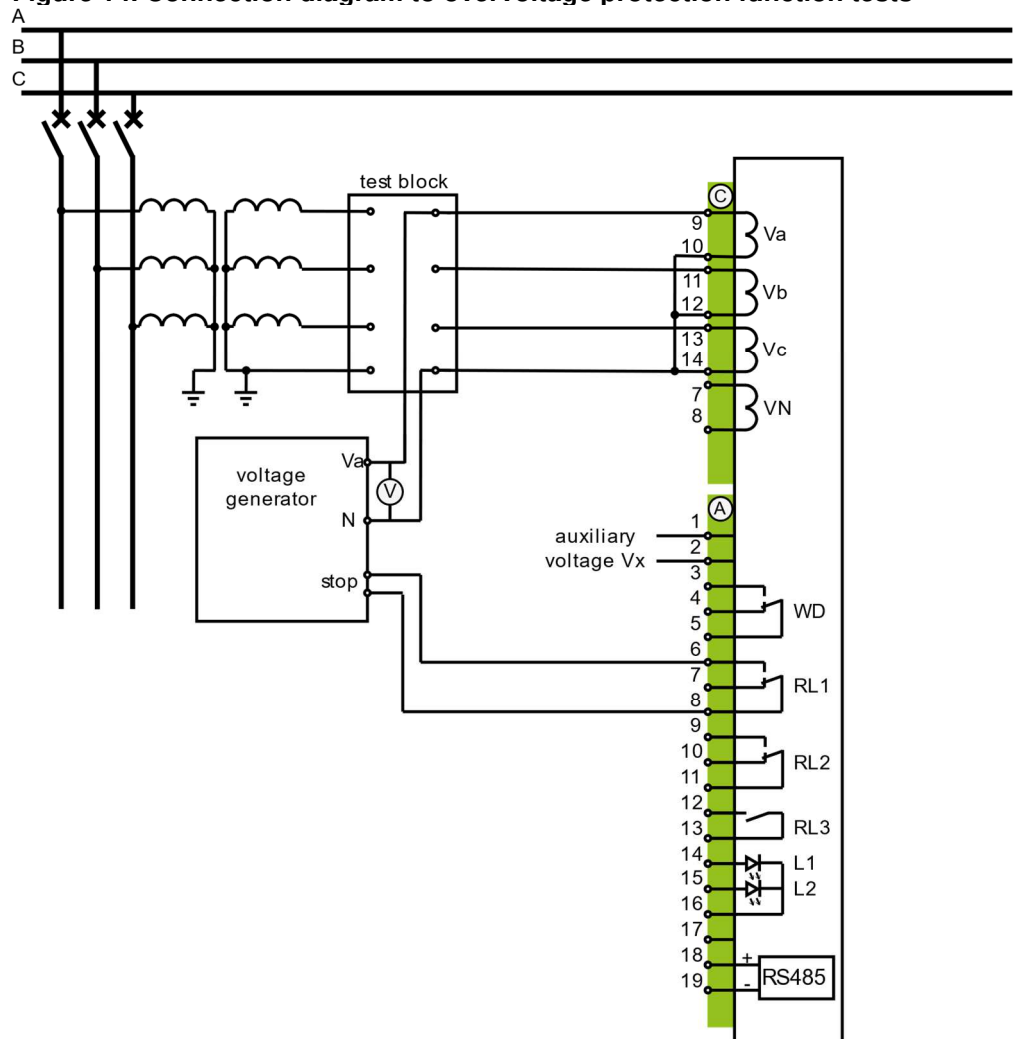 Figure 14. Connection diagram to overvoltage protection function tests
A
B
C
test block
C
9
Va
10
11
Vb
12
13
Vc
14
7
VN
8
voltage
generator
Va
V
N
stop
A
1
auxiliary
2
voltage Vx
3
4
WD
5
6
7
RL1
8
9
10
RL2
11
12
RL3
13
14
L1
15
L2
16
17
18
+
RS485
19
-